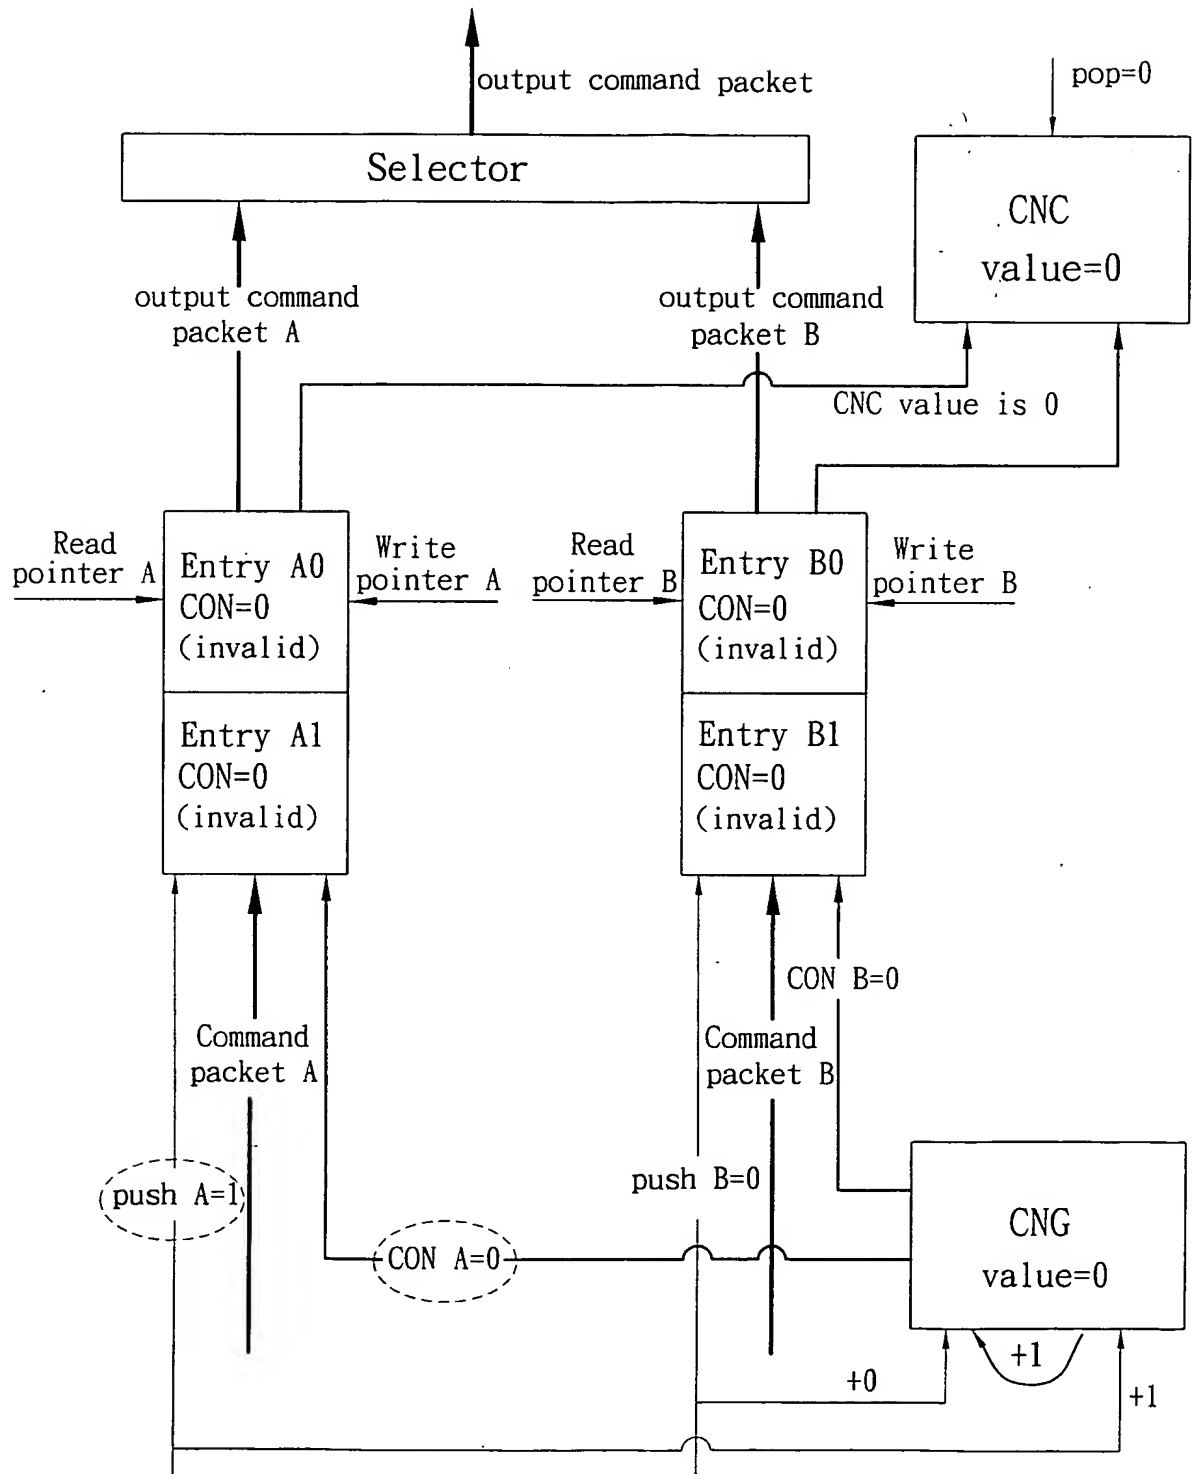 output command packet
pop=0
Selector
CNC
value=0
output command
packet A
output command
packet B
CNC value is 0
Read
pointer A
Entry A0
CON=0
(invalid)
Write
pointer A
Read
pointer B
Entry B0
CON=0
(invalid)
Write
pointer B
Entry A1
CON=0
(invalid)
Entry B1
CON=0
(invalid)
CON B=0
Command
packet A
Command
packet B
push A=1
push B=0
CON A=0
CNG
value=0
+1
+0
+1